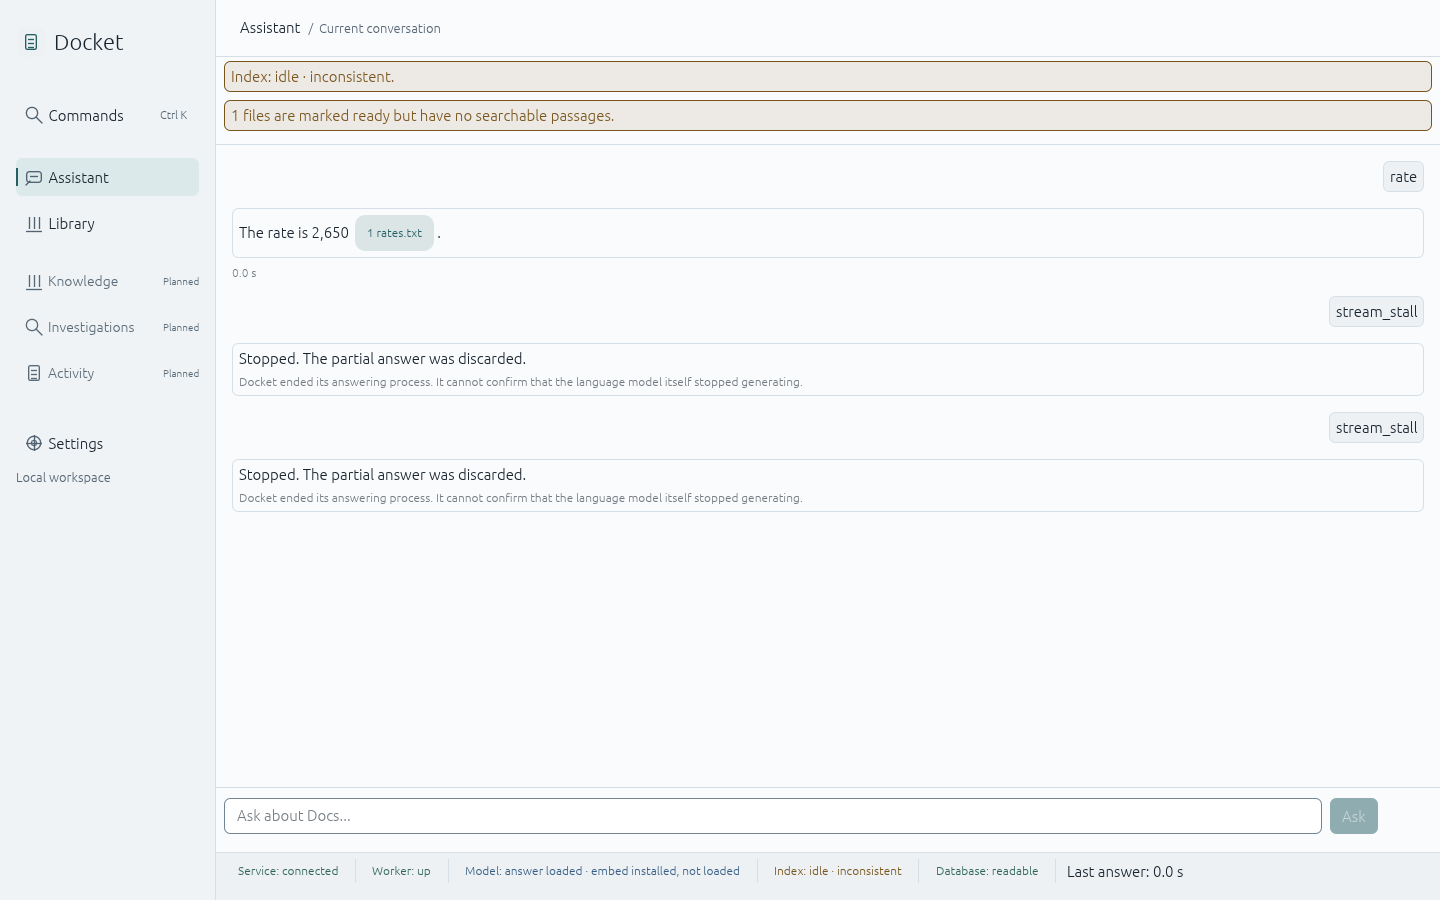 Docket
Commands Ctrl K
Assistant
Library
Knowledge Planned
Investigations Planned
Activity Planned
Settings
Local workspace
Assistant / Current conversation
Index: idle · inconsistent.
1 files are marked ready but have no searchable passages.
rate
The rate is 2,650 1 rates.txt .
0.0 s
stream_stall
Stopped. The partial answer was discarded.
Docket ended its answering process. It cannot confirm that the language model itself stopped generating.
stream_stall
Stopped. The partial answer was discarded.
Docket ended its answering process. It cannot confirm that the language model itself stopped generating.
Ask about Docs... Ask
Service: connected Worker: up Model: answer loaded · embed installed, not loaded Index: idle · inconsistent Database: readable Last answer: 0.0 s